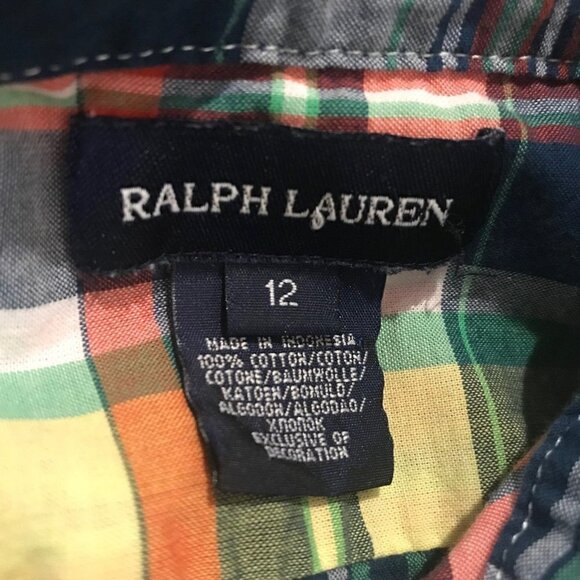 RALPH LAUREN
12
MADE IN INDONESIA
100% COTTON/COTON/
COTONE/BAUMWOLLE/
KATOEN/BOMULD/
ALGODON/ALGODAO/
ХЛОПОК
EXCLUSIVE OF
DECORATION